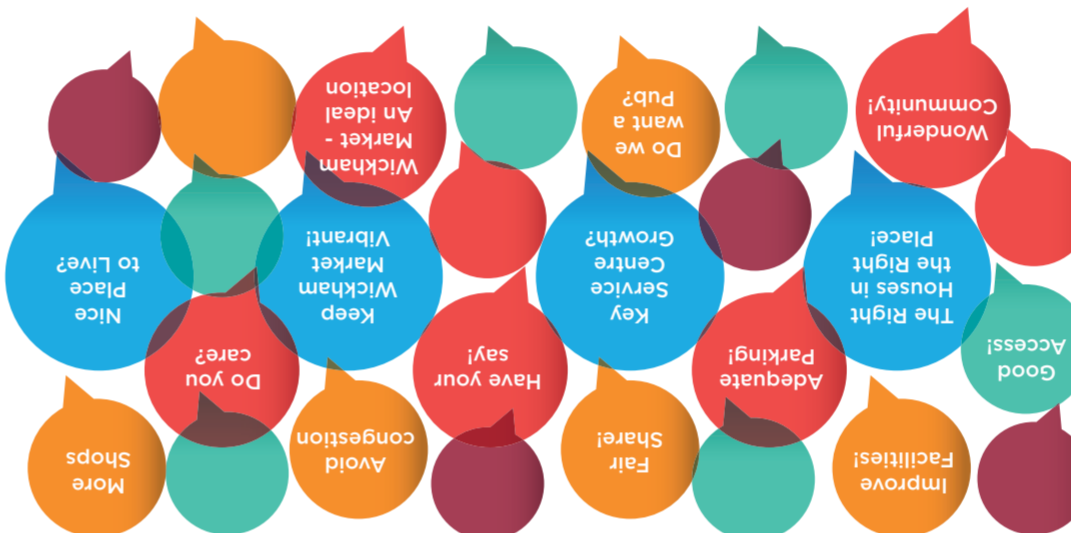 Improve
Facilities!
Fair
Share!
Avoid
congestion
More
Shops
Good
Access!
Adequate
Parking!
Have your
say!
Do you
care?
The Right
Houses in
the Right
Place!
Key
Service
Centre
Growth?
Keep
Wickham
Market
Vibrant!
Nice
Place
to Live?
Wonderful
Community!
Do we
want a
Pub?
Wickham
Market -
An ideal
location